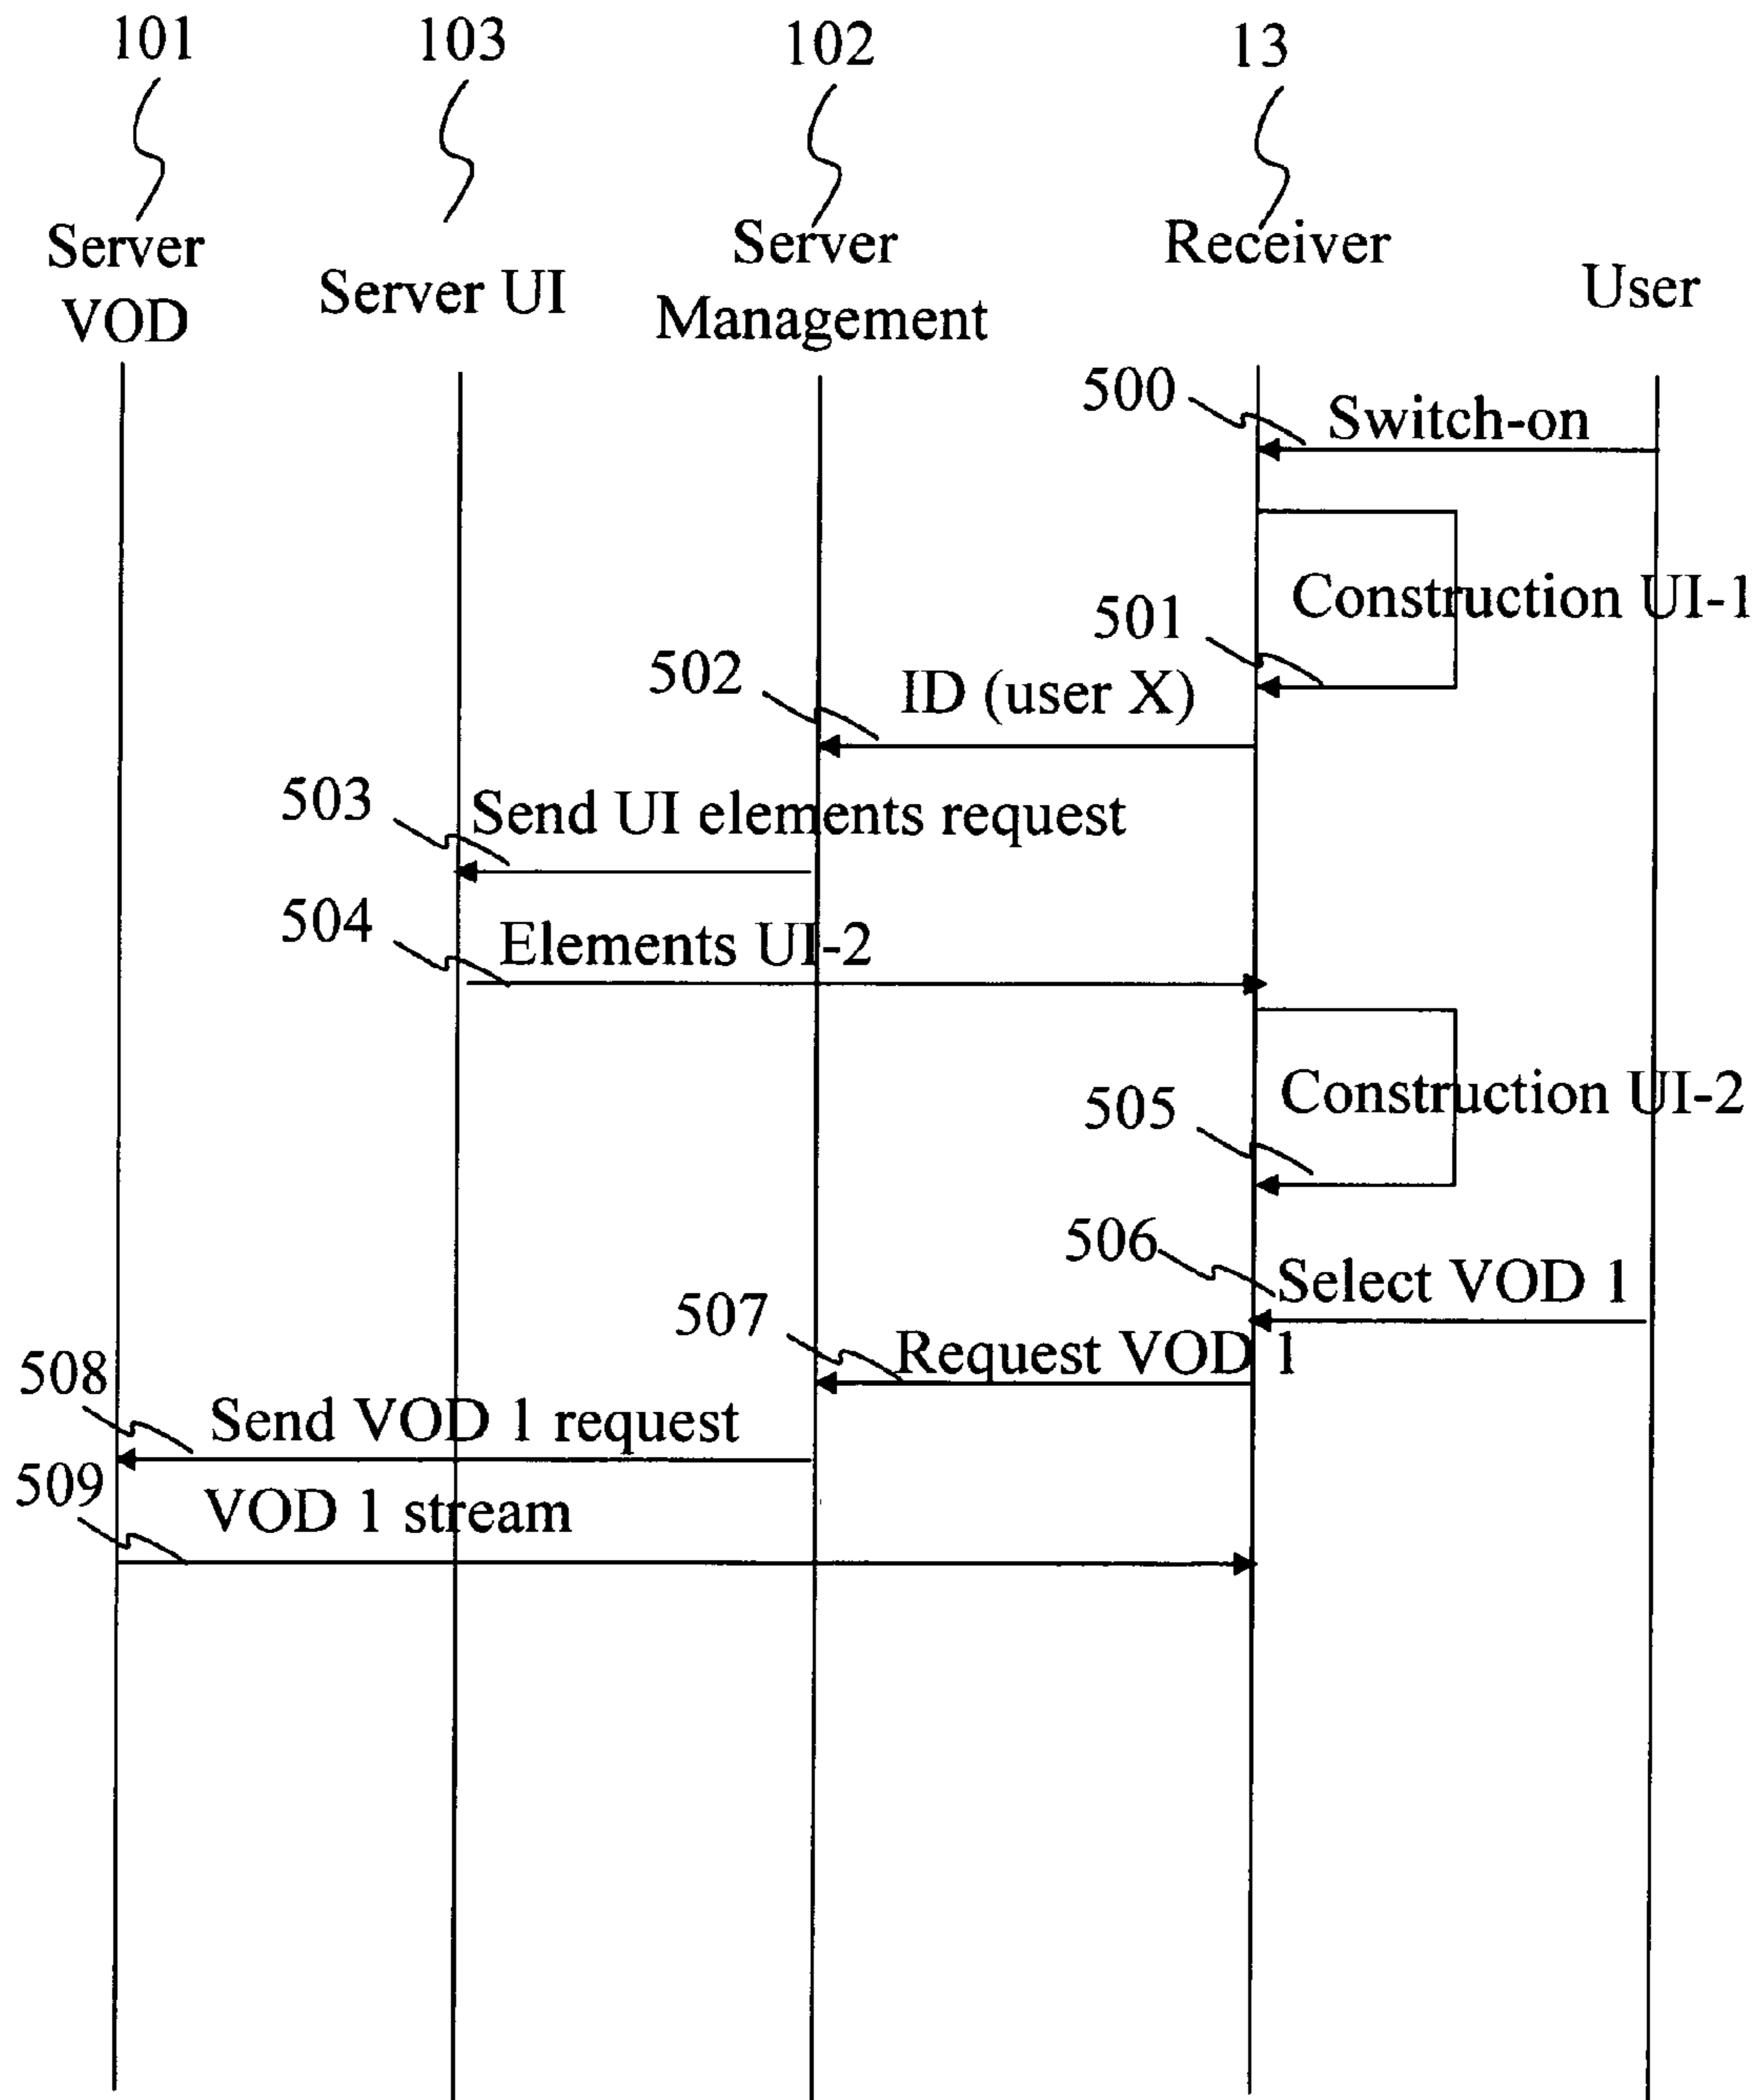 101
103
102
13
Server
VOD
Server UI
Server
Management
Receiver
User
500
Switch-on
Construction UI-1
501
502
ID (user X)
503
Send UI elements request
504
Elements UI-2
Construction UI-2
505
506
Select VOD 1
507
Request VOD 1
508
Send VOD 1 request
509
VOD 1 stream